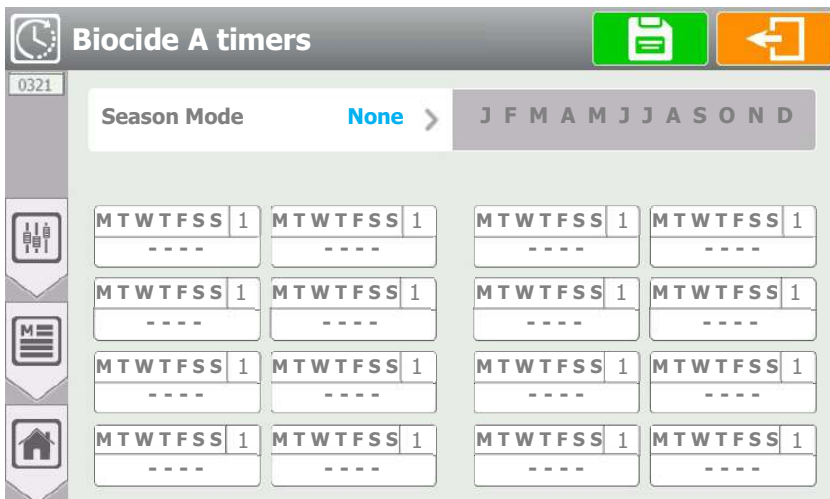 Biocide A timers
0321
Season Mode None > J F M A M J J A S O N D
M T W T F S S 1 M T W T F S S 1 M T W T F S S 1 M T W T F S S 1
- - - - - - - - - - - - - - - -
M T W T F S S 1 M T W T F S S 1 M T W T F S S 1 M T W T F S S 1
- - - - - - - - - - - - - - - -
M
M T W T F S S 1 M T W T F S S 1 M T W T F S S 1 M T W T F S S 1
- - - - - - - - - - - - - - - -
M T W T F S S 1 M T W T F S S 1 M T W T F S S 1 M T W T F S S 1
- - - - - - - - - - - - - - - -